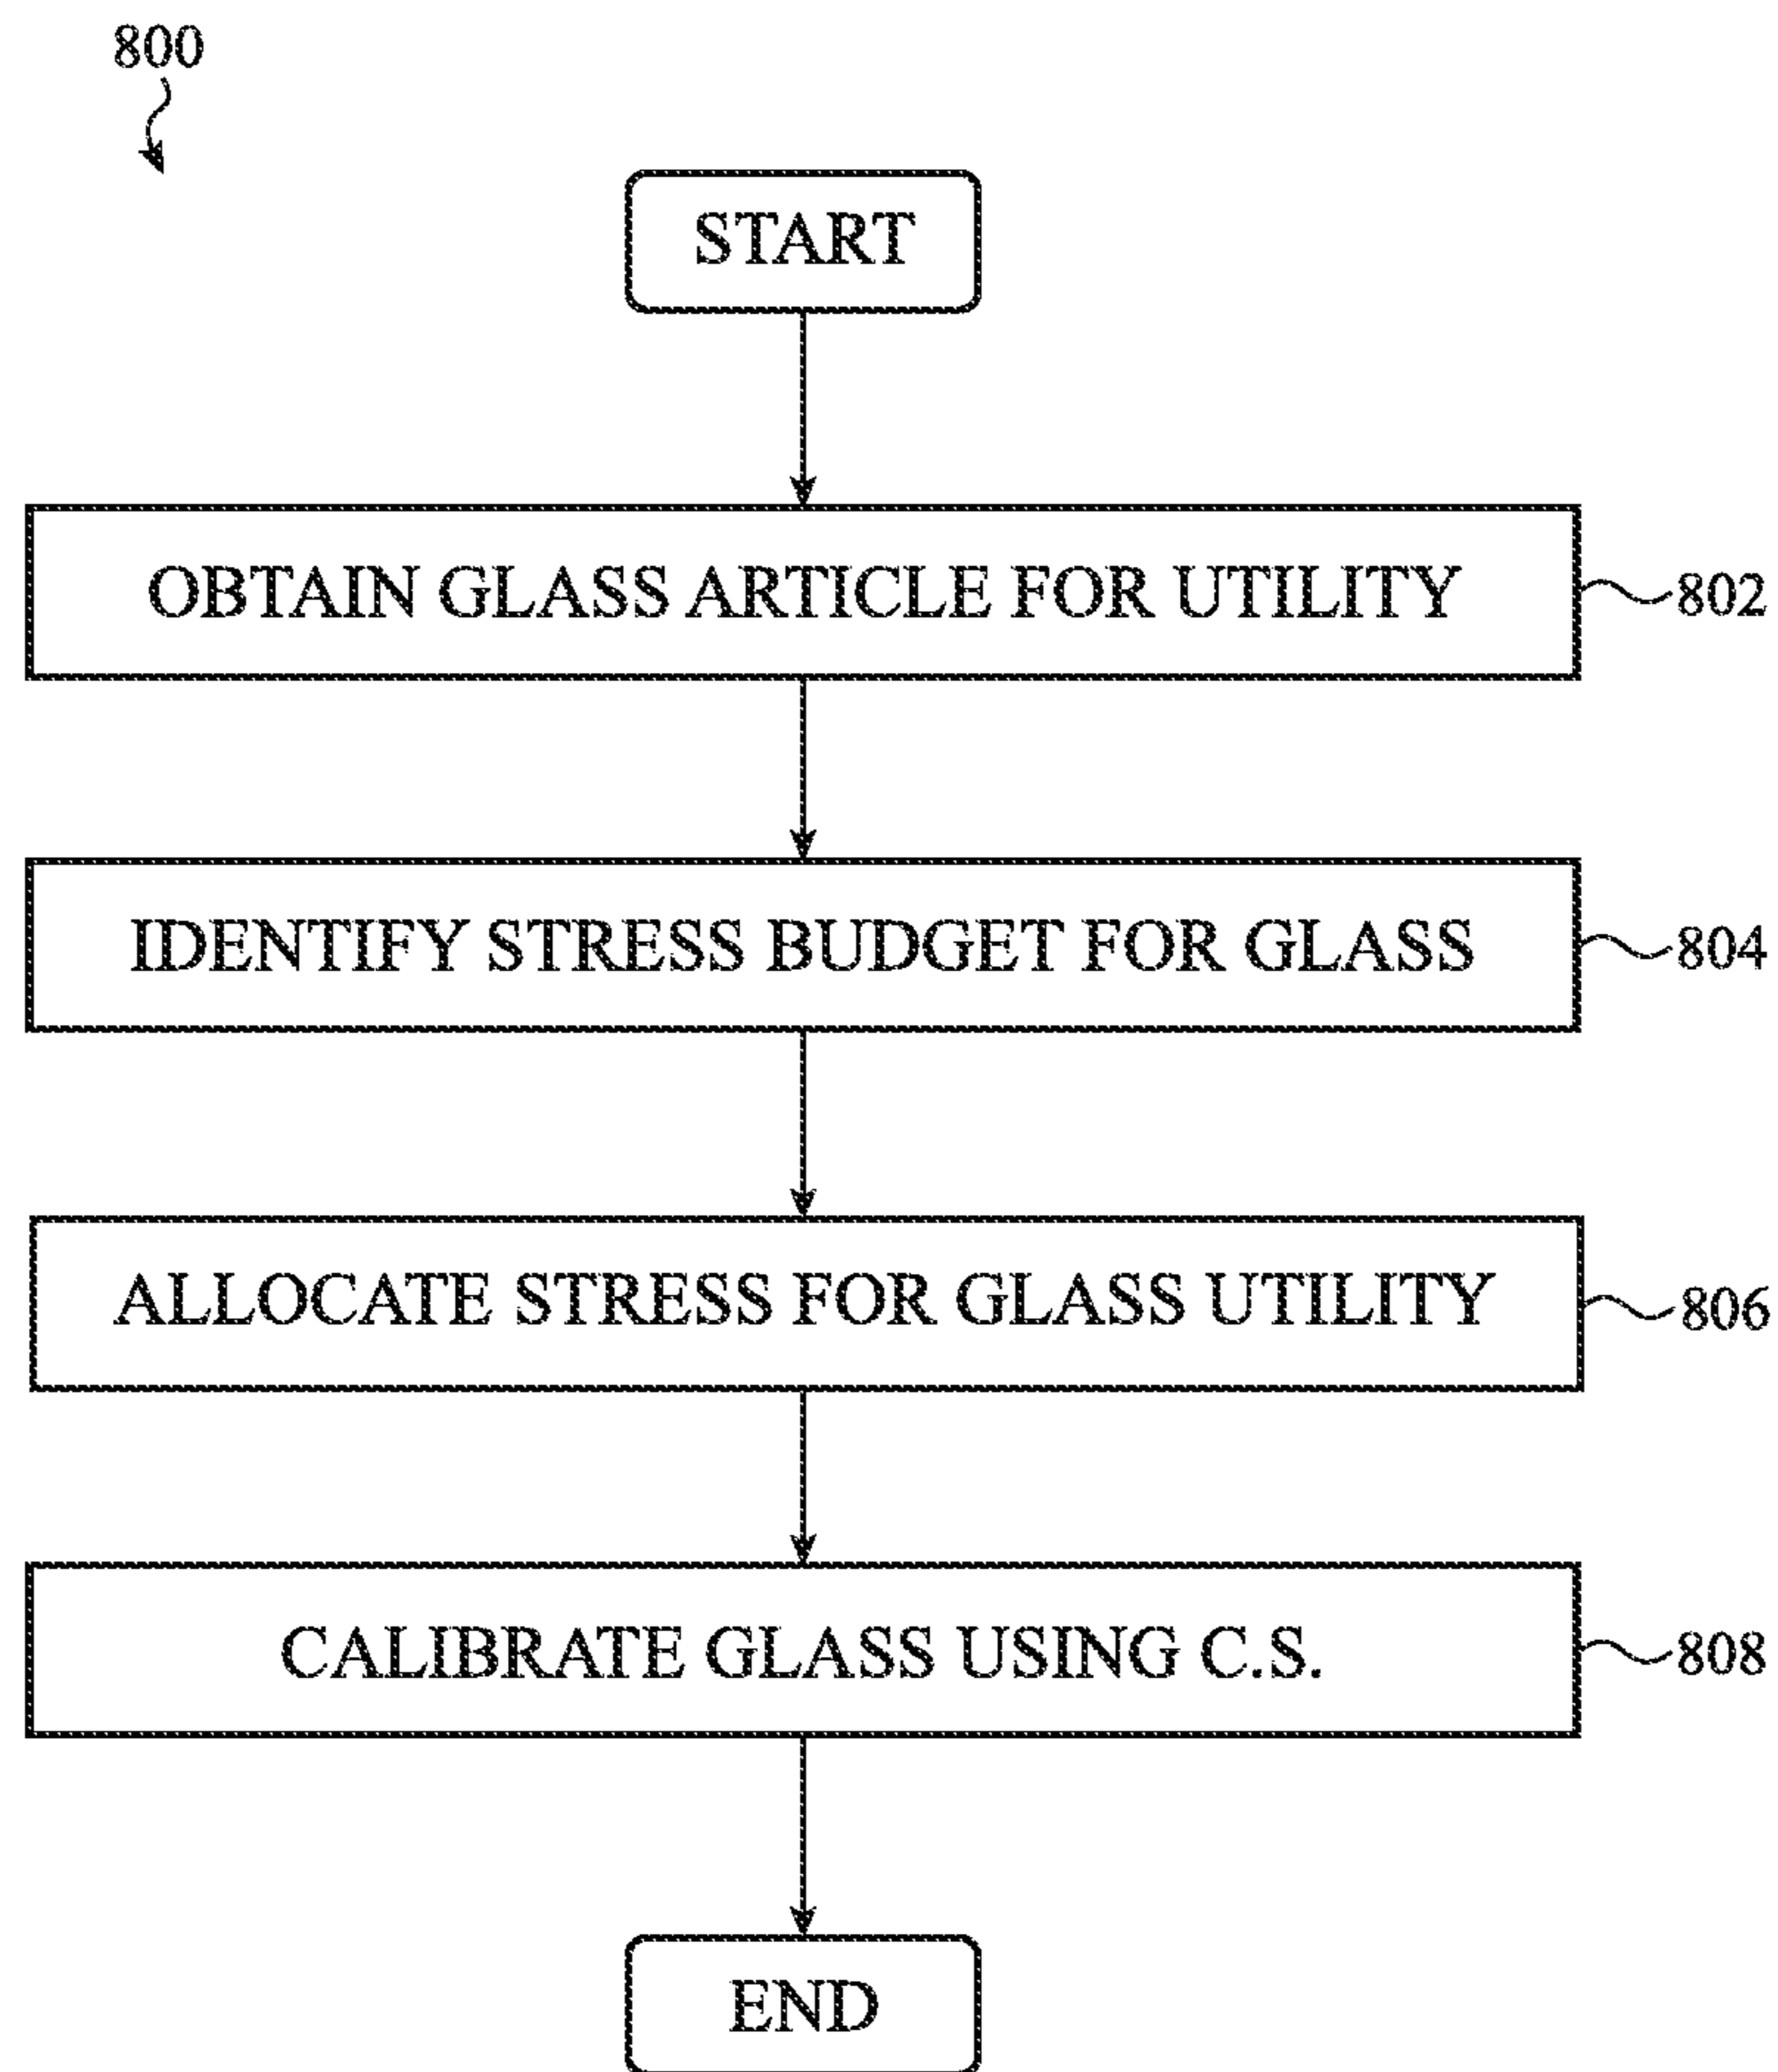 800
START
OBTAIN GLASS ARTICLE FOR UTILITY
802
IDENTIFY STRESS BUDGET FOR GLASS
804
ALLOCATE STRESS FOR GLASS UTILITY
806
CALIBRATE GLASS USING C.S.
808
END